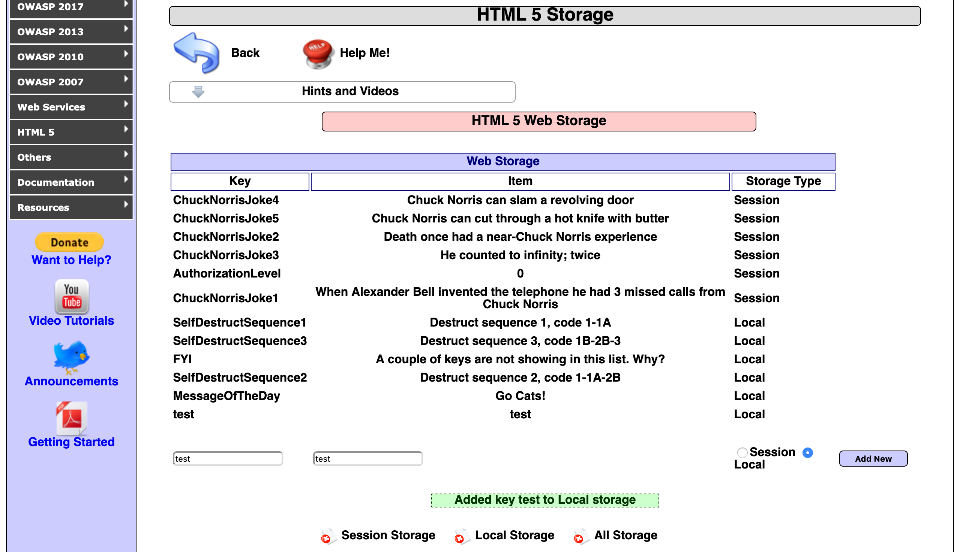 HTML 5 Storage
OWASP 2017
OWASP 2013
OWASP 2010
OWASP 2007
Web Services
HTML 5
Others
Documentation
Resources
Donate
Want to Help?
You
Tube
Video Tutorials
Announcements
Getting Started
Back
HELP
Help Me!
Hints and Videos
HTML 5 Web Storage
Web Storage
Key Item Storage Type
ChuckNorrisJoke4 Chuck Norris can slam a revolving door Session
ChuckNorrisJoke5 Chuck Norris can cut through a hot knife with butter Session
ChuckNorrisJoke2 Death once had a near-Chuck Norris experience Session
ChuckNorrisJoke3 He counted to infinity; twice Session
AuthorizationLevel 0 Session
ChuckNorrisJoke1 When Alexander Bell invented the telephone he had 3 missed calls from Session
Chuck Norris
SelfDestructSequence1 Destruct sequence 1, code 1-1A Local
SelfDestructSequence3 Destruct sequence 3, code 1B-2B-3 Local
FYI A couple of keys are not showing in this list. Why? Local
SelfDestructSequence2 Destruct sequence 2, code 1-1A-2B Local
MessageOfTheDay Go Cats! Local
test test Local
test test Session
Local
Add New
Added key test to Local storage
Session Storage Local Storage All Storage